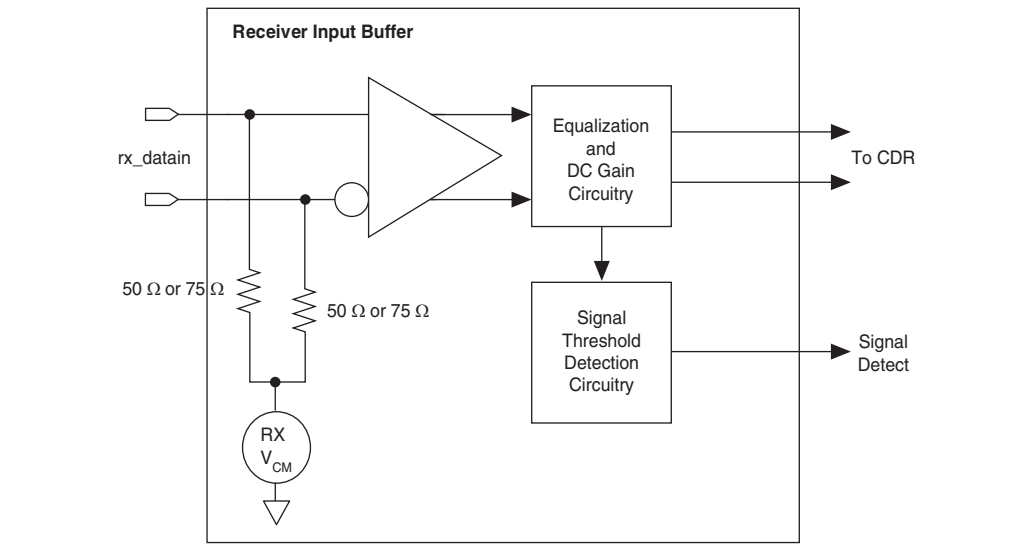 Receiver Input Buffer
rx_datain
Equalization
and
DC Gain
Circuitry
To CDR
50 Ω or 75 Ω
50 Ω or 75 Ω
Signal
Threshold
Detection
Circuitry
Signal
Detect
RX
V_CM